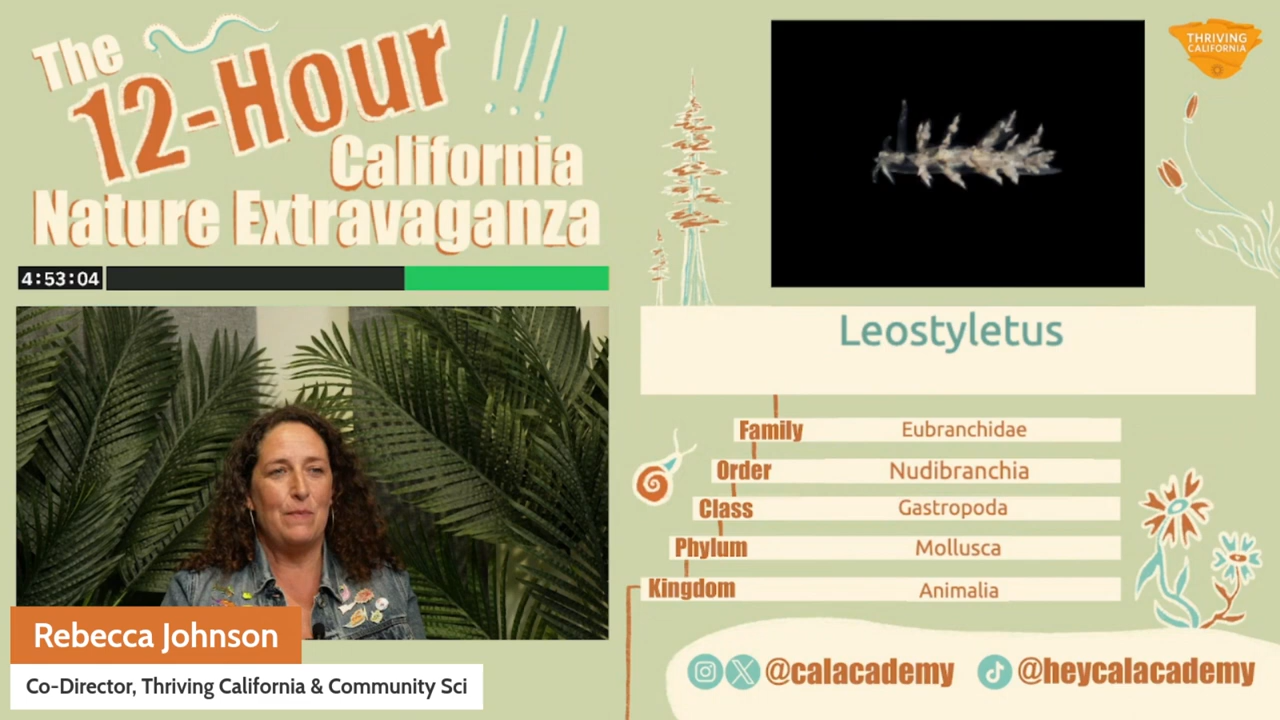 The
12-Hour
California
Nature Extravaganza
4:53:04
Rebecca Johnson
Co-Director, Thriving California & Community Sci
THRIVING
CALIFORNIA
Leostyletus
Family Eubranchidae
Order Nudibranchia
Class Gastropoda
Phylum Mollusca
Kingdom Animalia
@calacademy @heycalacademy